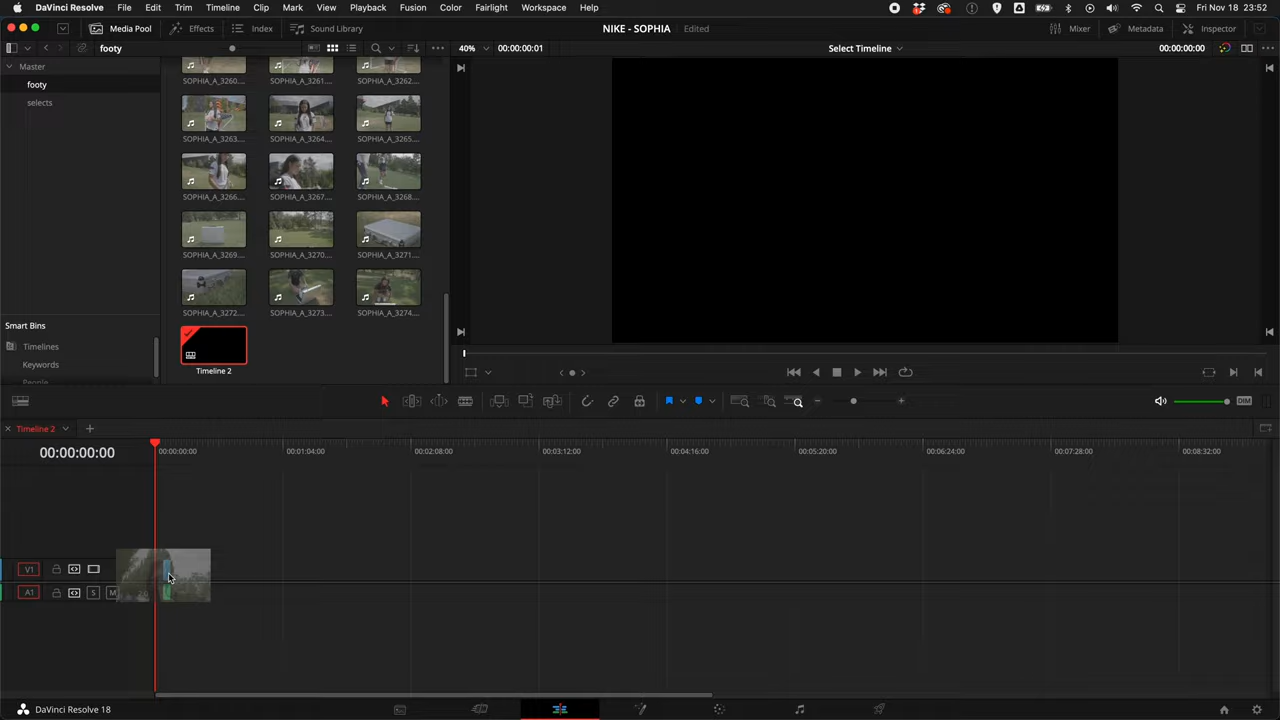 DaVinci Resolve File Edit Trim Timeline Clip Mark View Playback Fusion Color Fairlight Workspace Help Fri Nov 18 23:52
Media Pool Effects Index Sound Library NIKE - SOPHIA Edited Mixer Metadata Inspector
footy 40% 00:00:00:01 Select Timeline 00:00:00:00
Master
footy
selects
SOPHIA_A_3260.... SOPHIA_A_3261.... SOPHIA_A_3262....
SOPHIA_A_3263.... SOPHIA_A_3264.... SOPHIA_A_3265....
SOPHIA_A_3266.... SOPHIA_A_3267.... SOPHIA_A_3268....
SOPHIA_A_3269.... SOPHIA_A_3270.... SOPHIA_A_3271....
SOPHIA_A_3272.... SOPHIA_A_3273.... SOPHIA_A_3274....
Timeline 2
Smart Bins
Timelines
Keywords
People
DIM
Timeline 2
00:00:00:00 00:00:00:00 00:01:04:00 00:02:08:00 00:03:12:00 00:04:16:00 00:05:20:00 00:06:24:00 00:07:28:00 00:08:32:00
V1
A1 S M 2.0
DaVinci Resolve 18